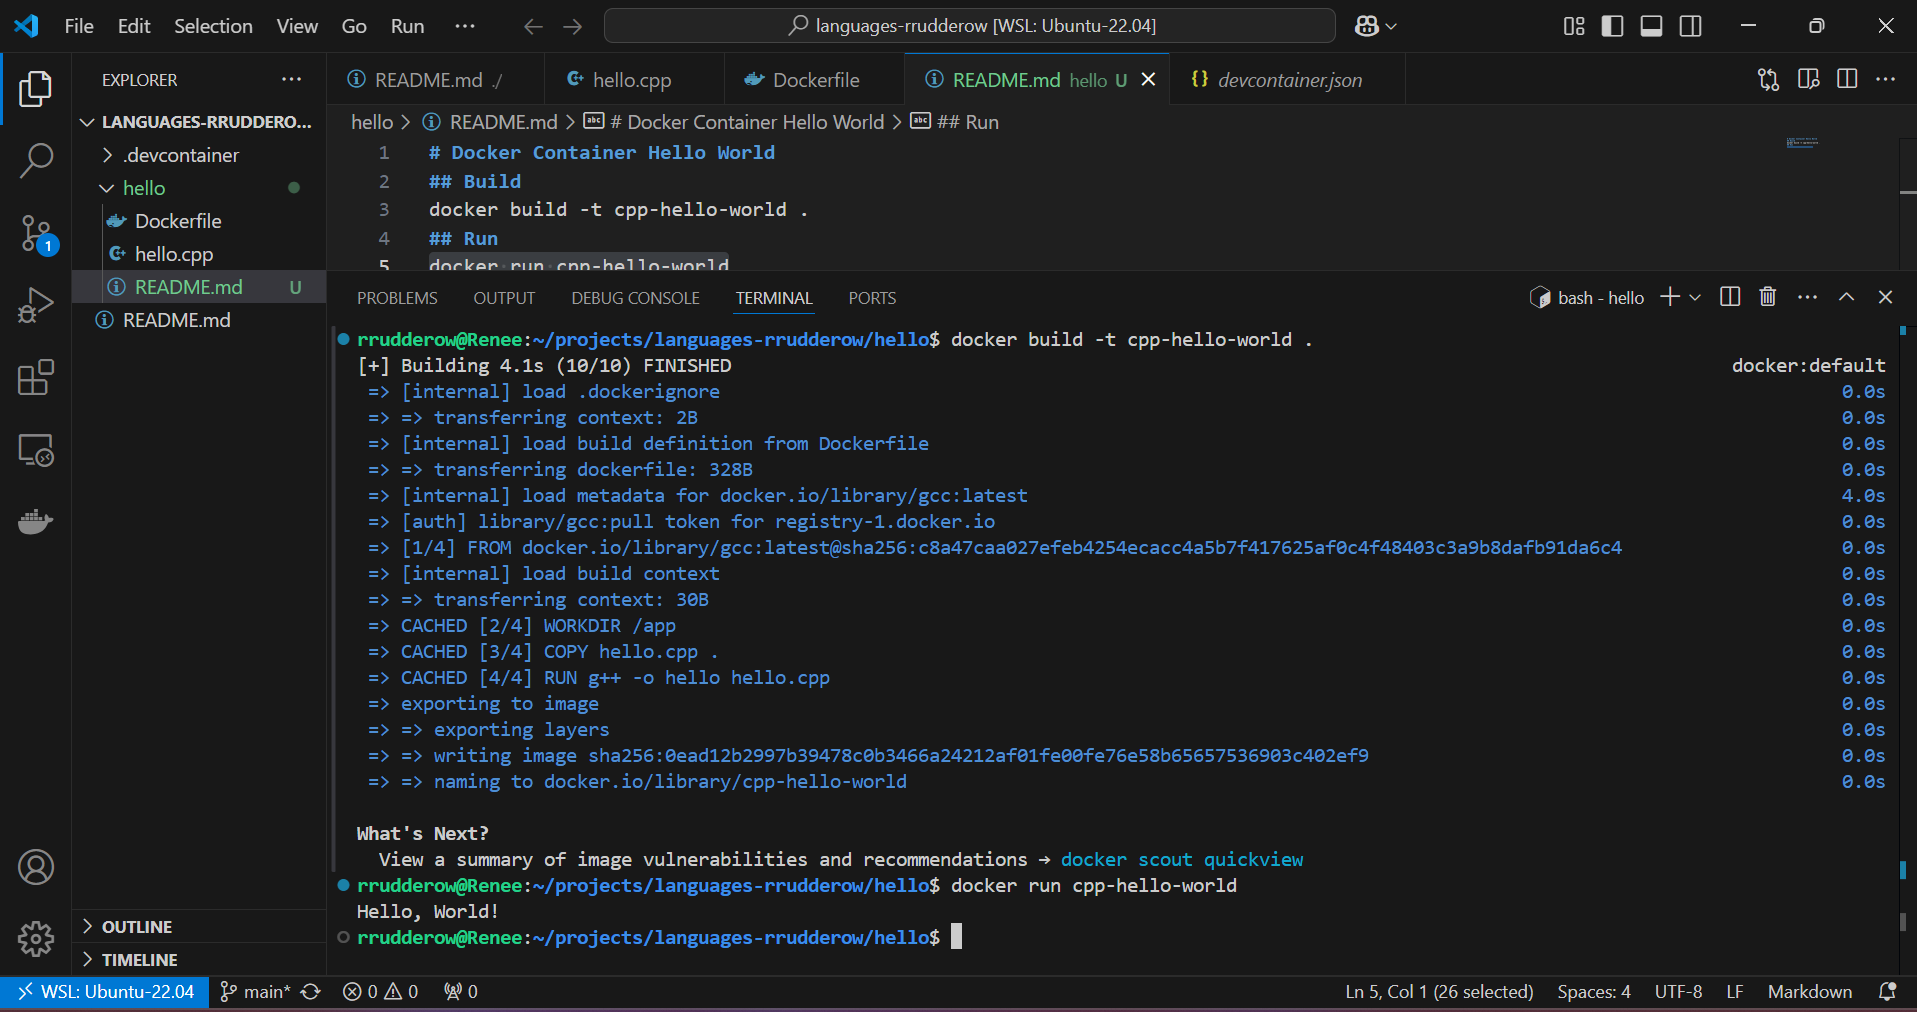 File Edit Selection View Go Run ···
languages-rrudderow [WSL: Ubuntu-22.04]
EXPLORER ···
README.md ./
hello.cpp
Dockerfile
README.md hello U
{} devcontainer.json
LANGUAGES-RRUDDERO...
.devcontainer
hello
Dockerfile
hello.cpp
README.md U
README.md
1
OUTLINE
TIMELINE
hello > README.md > # Docker Container Hello World > ## Run
1 # Docker Container Hello World
2 ## Build
3 docker build -t cpp-hello-world .
4 ## Run
5 docker run cpp-hello-world
PROBLEMS OUTPUT DEBUG CONSOLE TERMINAL PORTS
bash - hello
rrudderow@Renee:~/projects/languages-rrudderow/hello$ docker build -t cpp-hello-world .
[+] Building 4.1s (10/10) FINISHED docker:default
=> [internal] load .dockerignore 0.0s
=> => transferring context: 2B 0.0s
=> [internal] load build definition from Dockerfile 0.0s
=> => transferring dockerfile: 328B 0.0s
=> [internal] load metadata for docker.io/library/gcc:latest 4.0s
=> [auth] library/gcc:pull token for registry-1.docker.io 0.0s
=> [1/4] FROM docker.io/library/gcc:latest@sha256:c8a47caa027efeb4254ecacc4a5b7f417625af0c4f48403c3a9b8dafb91da6c4 0.0s
=> [internal] load build context 0.0s
=> => transferring context: 30B 0.0s
=> CACHED [2/4] WORKDIR /app 0.0s
=> CACHED [3/4] COPY hello.cpp . 0.0s
=> CACHED [4/4] RUN g++ -o hello hello.cpp 0.0s
=> exporting to image 0.0s
=> => exporting layers 0.0s
=> => writing image sha256:0ead12b2997b39478c0b3466a24212af01fe00fe76e58b65657536903c402ef9 0.0s
=> => naming to docker.io/library/cpp-hello-world 0.0s
What's Next?
View a summary of image vulnerabilities and recommendations → docker scout quickview
rrudderow@Renee:~/projects/languages-rrudderow/hello$ docker run cpp-hello-world
Hello, World!
rrudderow@Renee:~/projects/languages-rrudderow/hello$
WSL: Ubuntu-22.04 main* 0 0 0 Ln 5, Col 1 (26 selected) Spaces: 4 UTF-8 LF Markdown